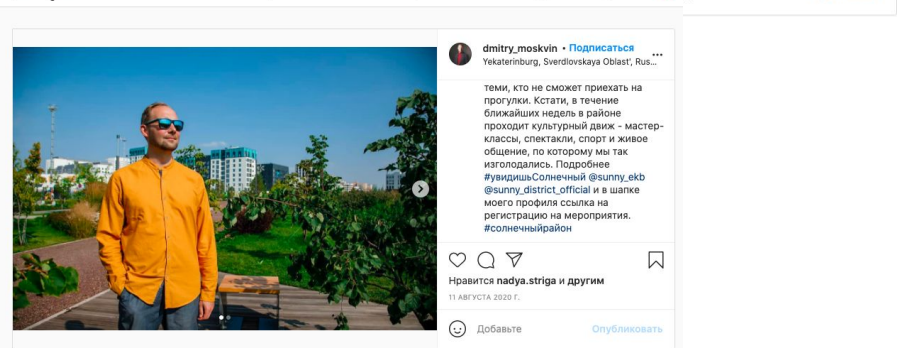 dmitry_moskvin • Подписаться
Yekaterinburg, Sverdlovskaya Oblast', Rus...
теми, кто не сможет приехать на
прогулки. Кстати, в течение
ближайших недель в районе
проходит культурный движ - мастер-
классы, спектакли, спорт и живое
общение, по которому мы так
изголодались. Подробнее
#увидишьСолнечный @sunny_ekb
@sunny_district_official и в шапке
моего профиля ссылка на
регистрацию на мероприятия.
#солнечныйрайон
Нравится nadya.striga и другим
11 АВГУСТА 2020 Г.
Добавьте
Опубликовать